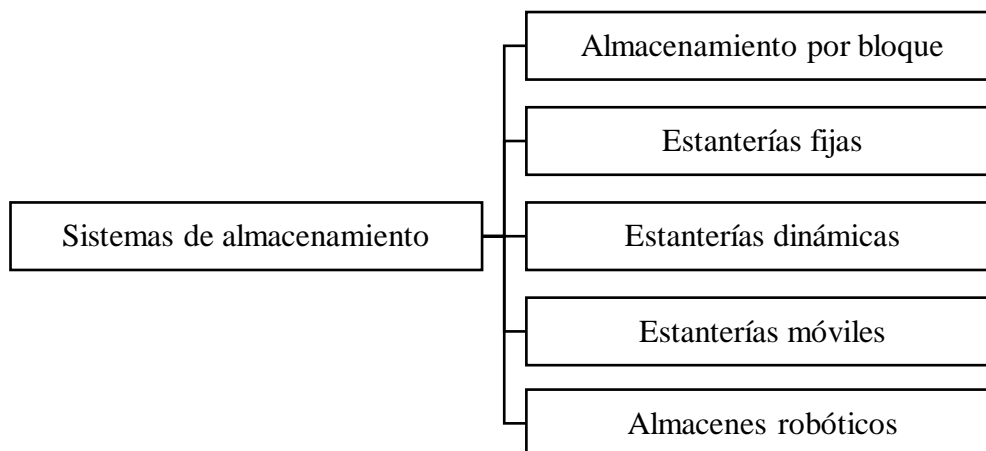 Almacenamiento por bloque
Estanterías fijas
Sistemas de almacenamiento
Estanterías dinámicas
Estanterías móviles
Almacenes robóticos